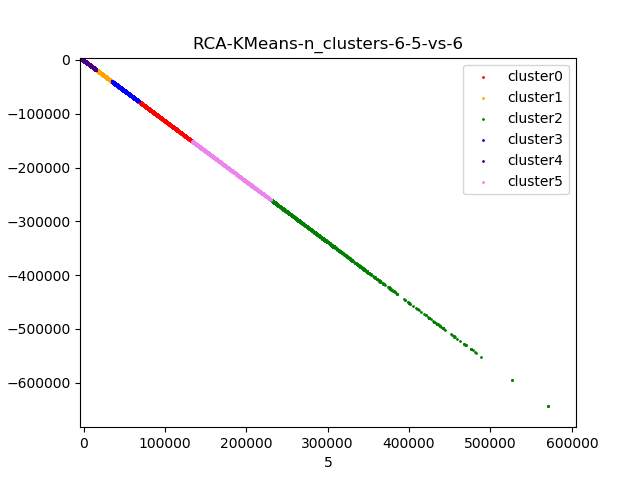 RCA-KMeans-n_clusters-6-5-vs-6
0
−100000
−200000
−300000
−400000
−500000
−600000
cluster0
cluster1
cluster2
cluster3
cluster4
cluster5
0 100000 200000 300000 400000 500000 600000
5